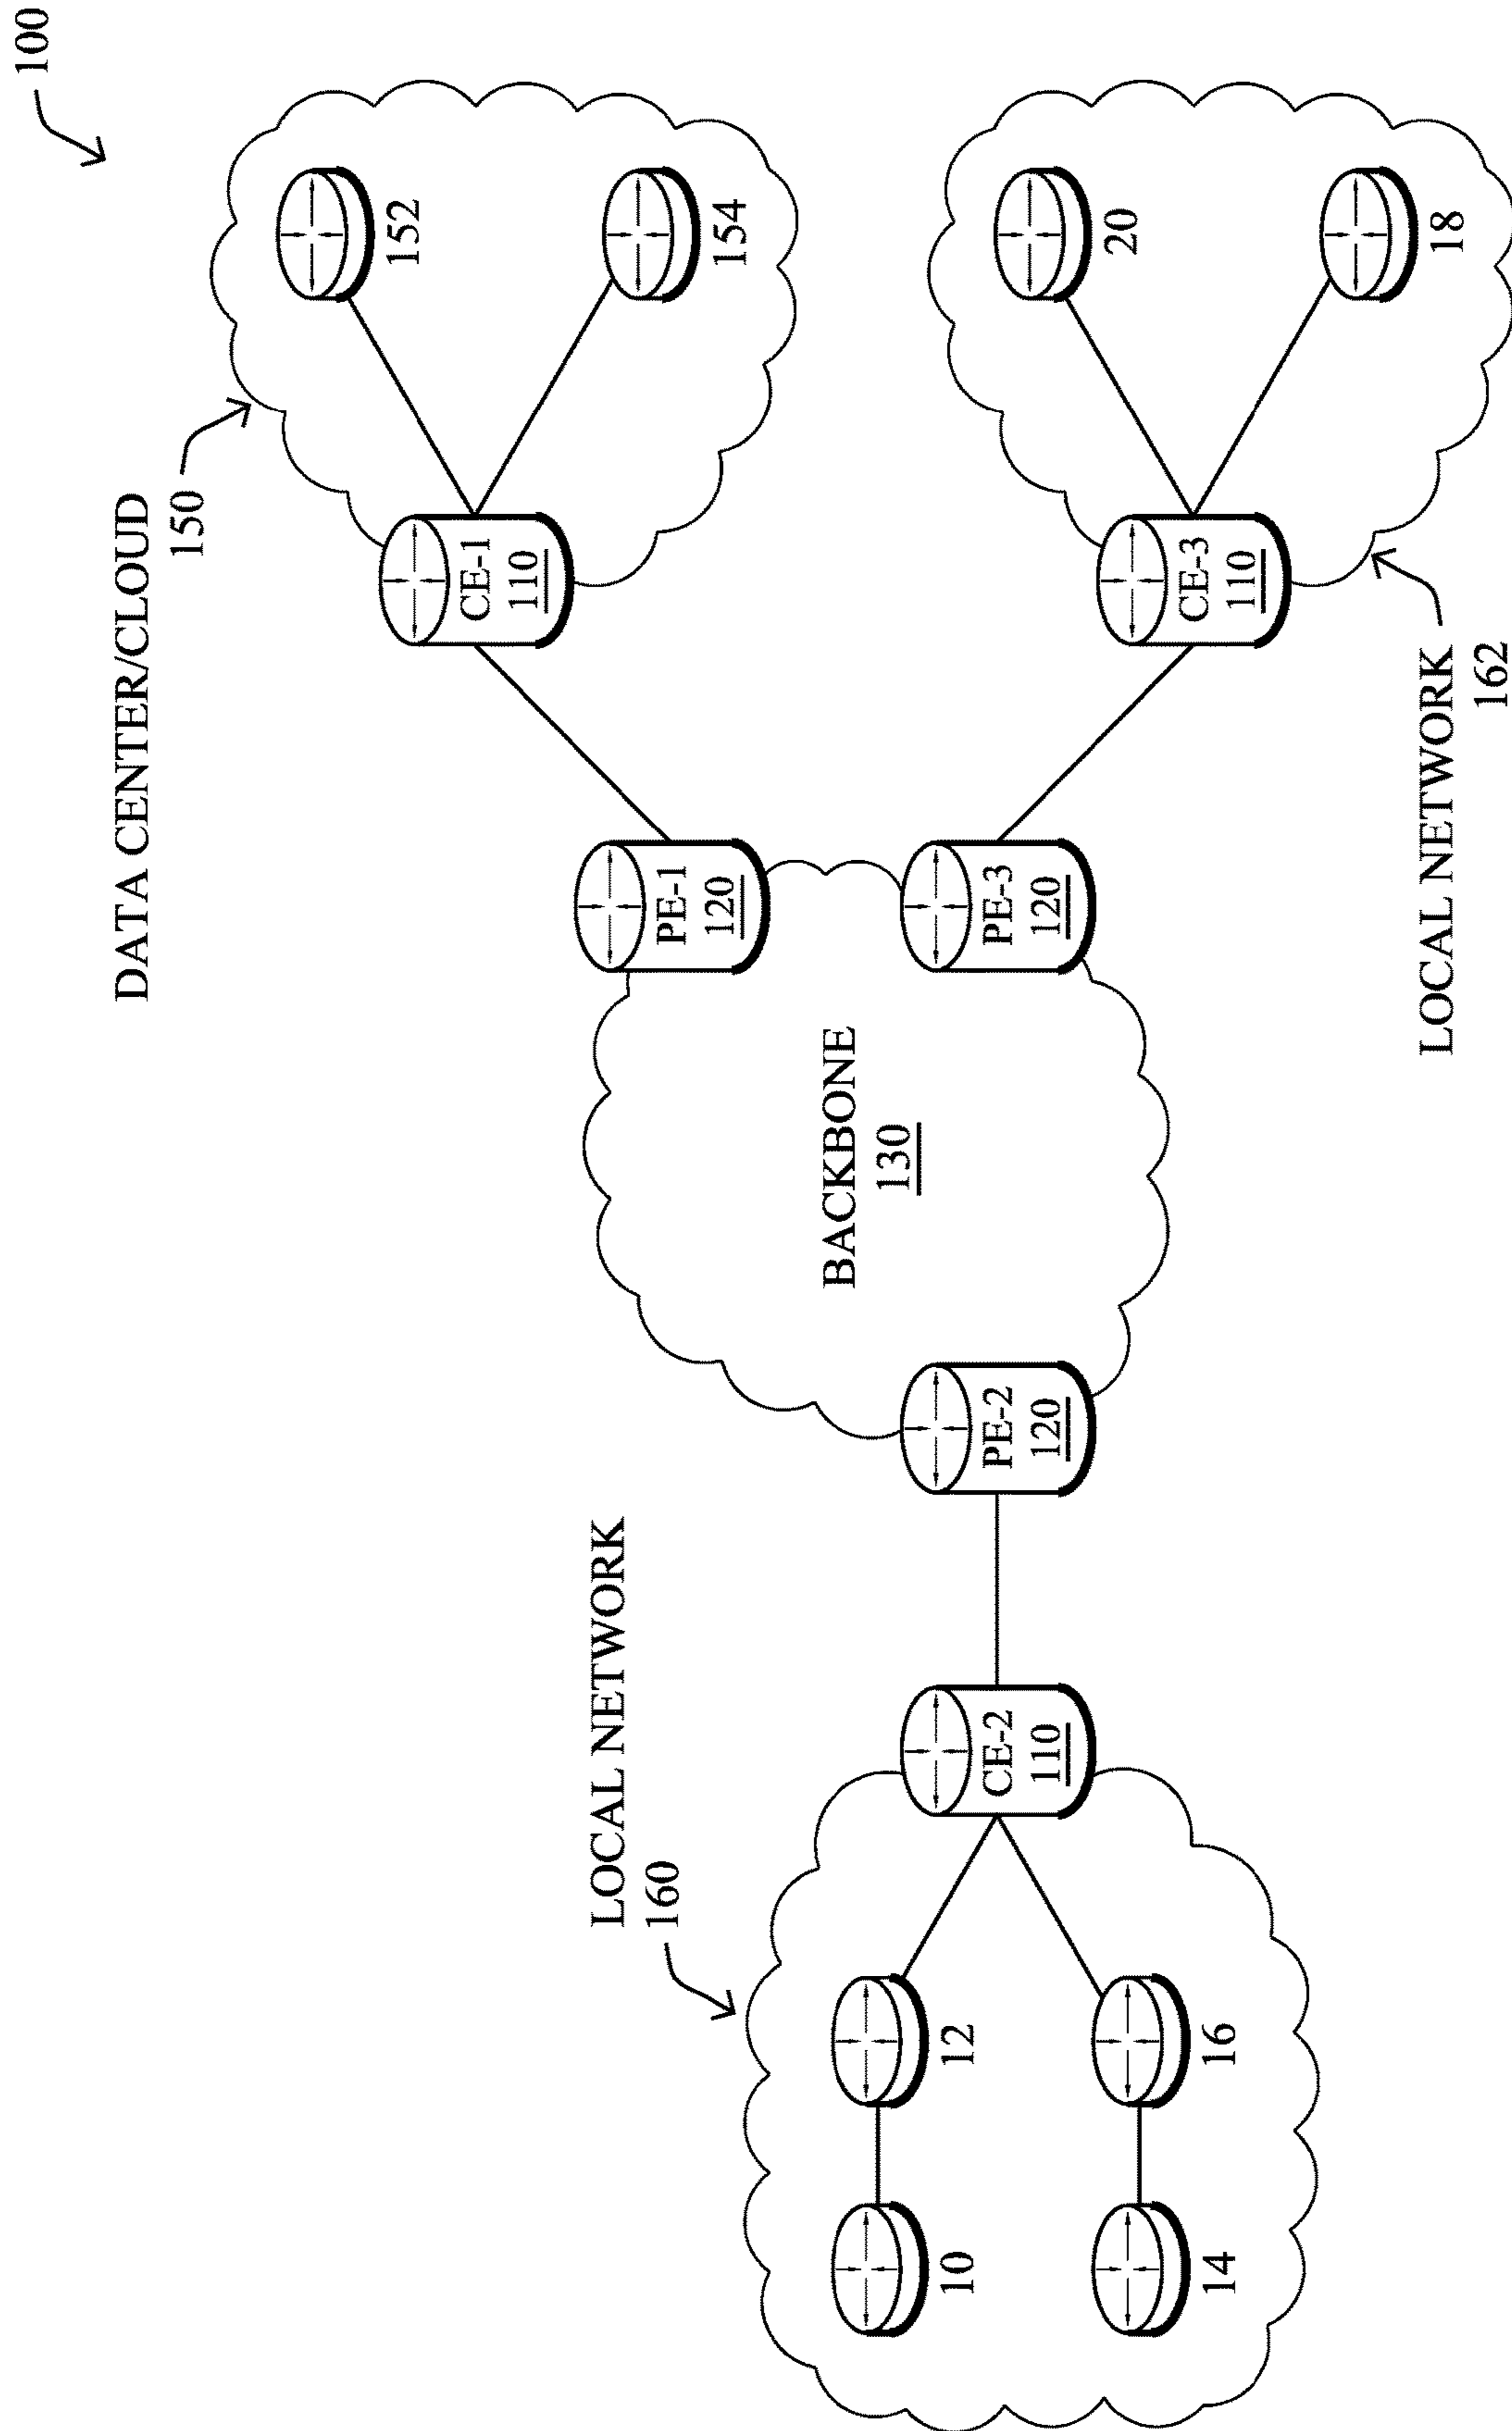 100
DATA CENTER/CLOUD
150
152
154
CE-1
110
PE-1
120
LOCAL NETWORK
160
BACKBONE
130
10
12
14
16
CE-2
110
PE-2
120
PE-3
120
CE-3
110
20
18
LOCAL NETWORK
162